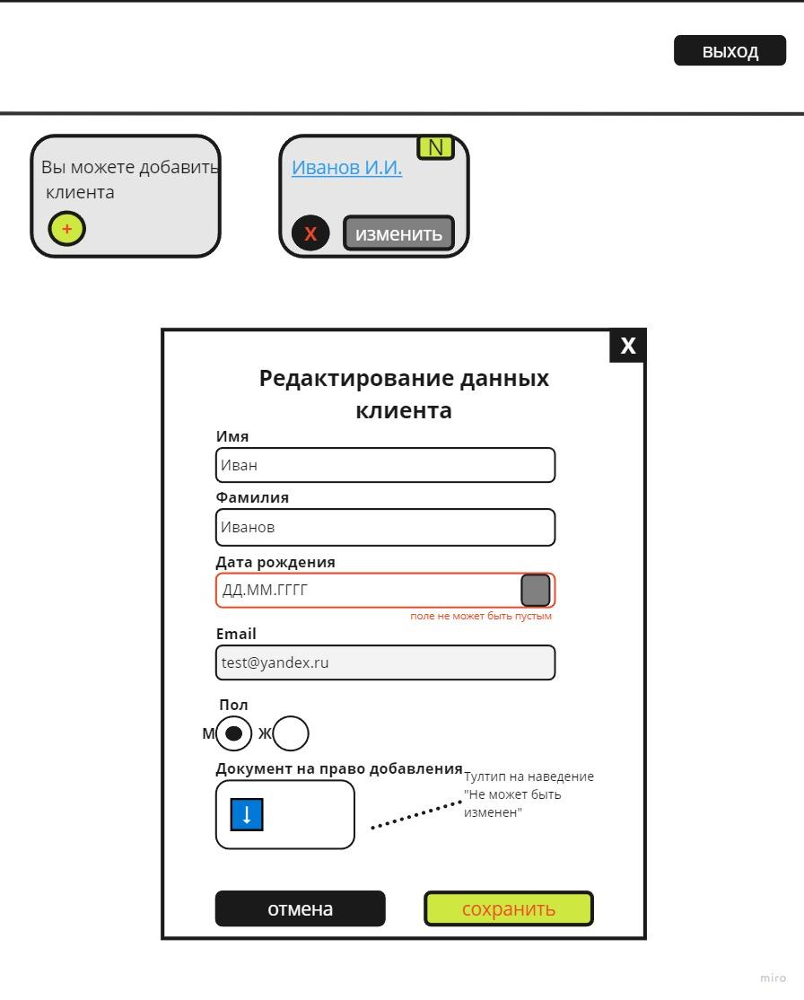 ВЫХОД
Вы можете добавить
клиента
+
N
Иванов И.И.
X
изменить
X
Редактирование данных
клиента
Имя
Иван
Фамилия
Иванов
Дата рождения
ДД.ММ.ГГГГ
поле не может быть пустым
Email
test@yandex.ru
Пол
М Ж
Документ на право добавления
Тултип на наведение
"Не может быть
изменен"
отмена
сохранить
miro